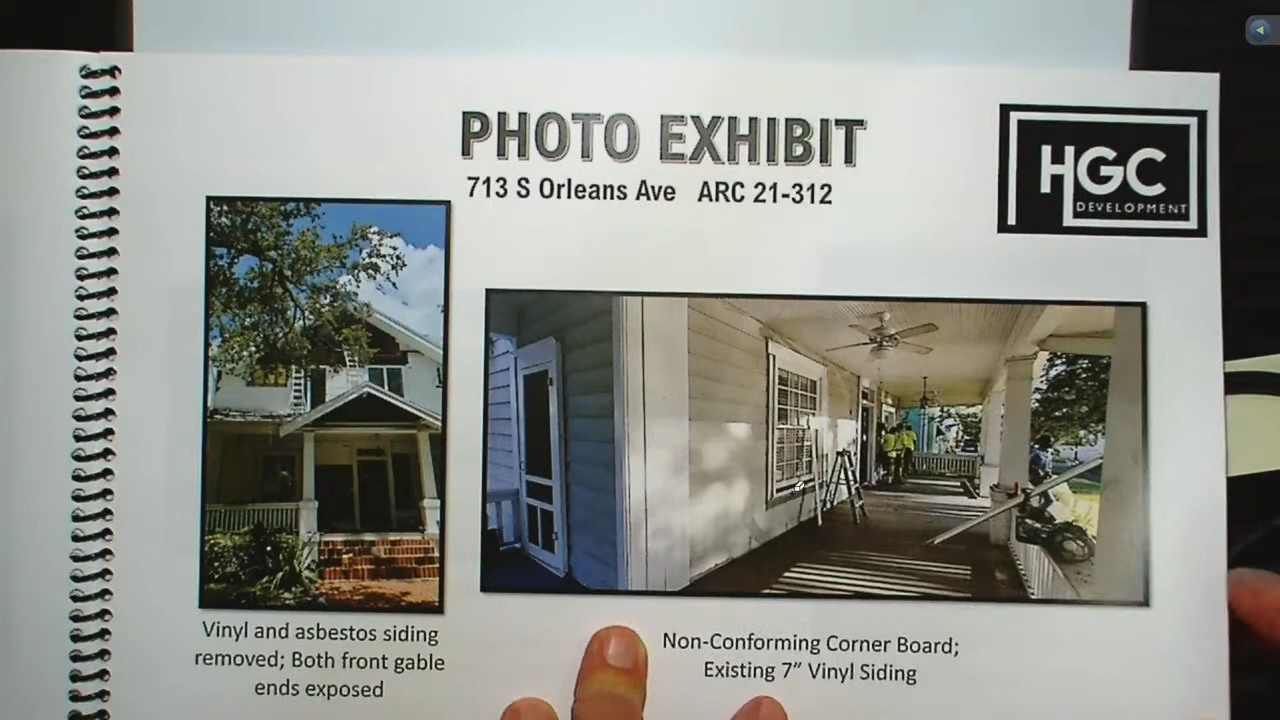 PHOTO EXHIBIT
713 S Orleans Ave ARC 21-312
HGC
DEVELOPMENT
Vinyl and asbestos siding
removed; Both front gable
ends exposed
Non-Conforming Corner Board;
Existing 7” Vinyl Siding